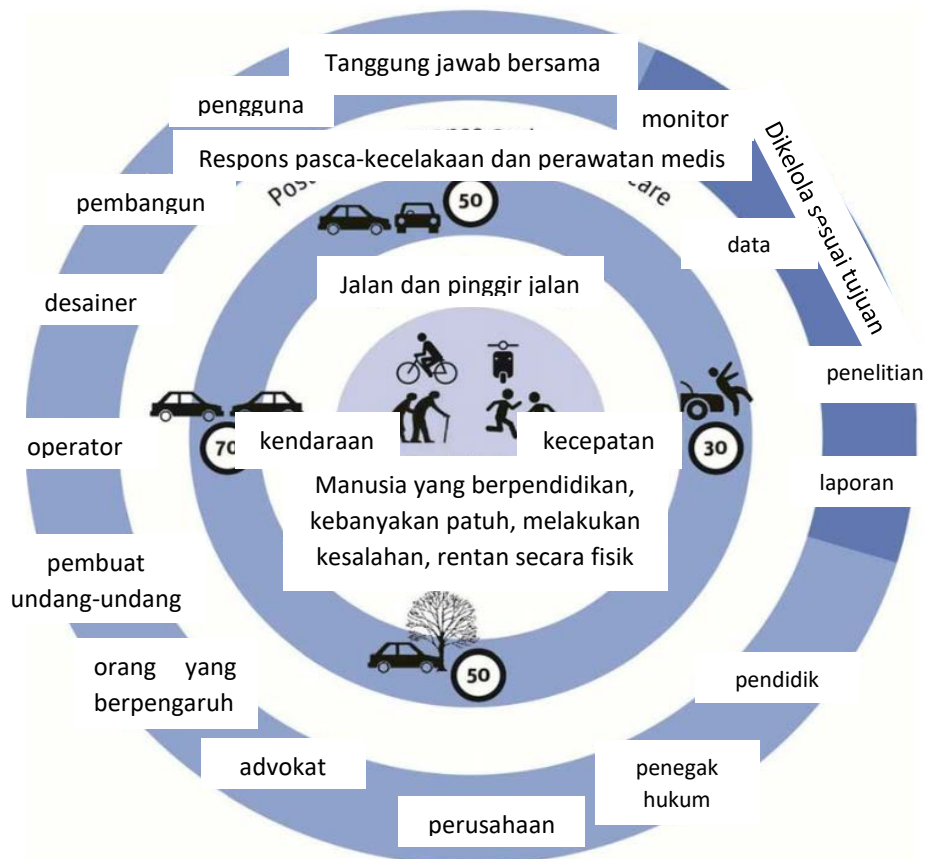 Tanggung jawab bersama
pengguna
monitor
Dikelola sesuai tujuan
Respons pasca-kecelakaan dan perawatan medis
Pos
care
pembangun
50
data
desainer
Jalan dan pinggir jalan
penelitian
operator
70
kendaraan
kecepatan
30
laporan
Manusia yang berpendidikan,
kebanyakan patuh, melakukan
kesalahan, rentan secara fisik
pembuat
undang-undang
orang yang
berpengaruh
50
pendidik
advokat
penegak
hukum
perusahaan